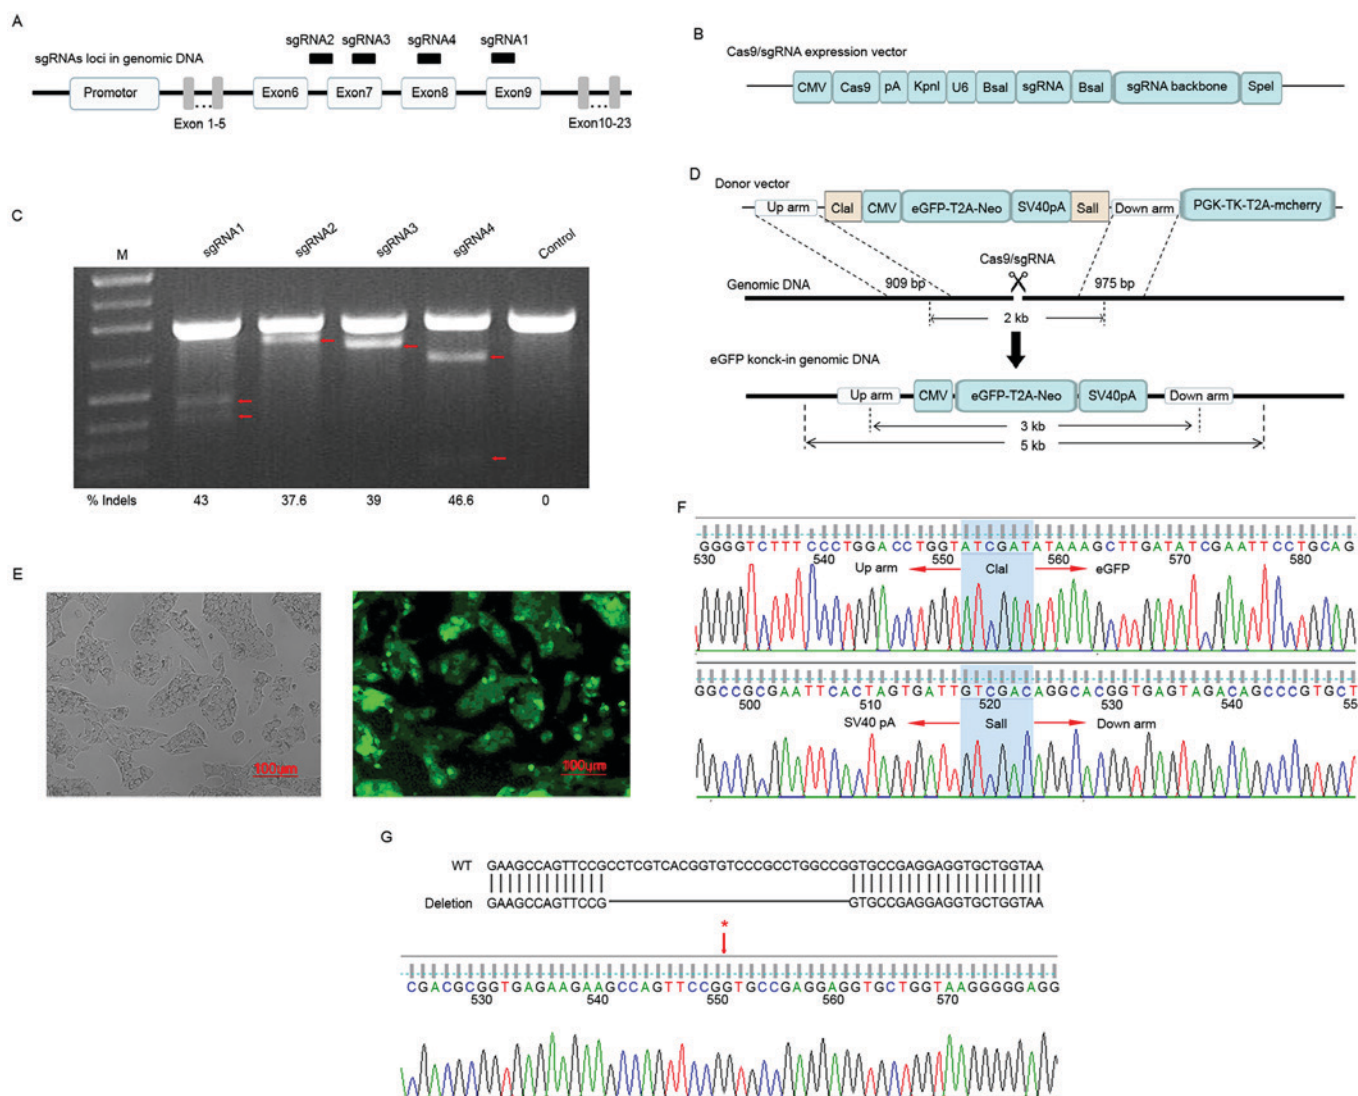 A
sgRNA2 sgRNA3 sgRNA4 sgRNA1
sgRNAs loci in genomic DNA
Promotor Exon6 Exon7 Exon8 Exon9
Exon 1-5 Exon10-23
B
Cas9/sgRNA expression vector
CMV Cas9 pA KpnI U6 BsaI sgRNA BsaI sgRNA backbone SpeI
C
M sgRNA1 sgRNA2 sgRNA3 sgRNA4 Control
% Indels 43 37.6 39 46.6 0
D
Donor vector
Up arm ClaI CMV eGFP-T2A-Neo SV40pA SalI Down arm PGK-TK-T2A-mcherry
Cas9/sgRNA
Genomic DNA 909 bp 975 bp
2 kb
eGFP konck-in genomic DNA
Up arm CMV eGFP-T2A-Neo SV40pA Down arm
3 kb
5 kb
E
100μm 100μm
F
GGGGTCTTTCCCTGGACCTGGTATCGATATAAAGCTTGATATCGAATTCCTGCAG
530 540 550 560 570 580
Up arm ClaI eGFP
GGCCGCGAATTCACTAGTGATTGTCGACAGGCACGGTGAGTAGACAGCCCGTGCT
500 510 520 530 540 55
SV40 pA SalI Down arm
G
WT GAAGCCAGTTCCGCCTCGTCACGGTGTCCCGCCTGGCCGGTGCCGAGGAGGTGCTGGTAA
Deletion GAAGCCAGTTCCG GTGCCGAGGAGGTGCTGGTAA
*
CGACGCGGTGAGAAGAAGCCAGTTCCGGTGCCGAGGAGGTGCTGGTAAGGGGGAGG
530 540 550 560 570